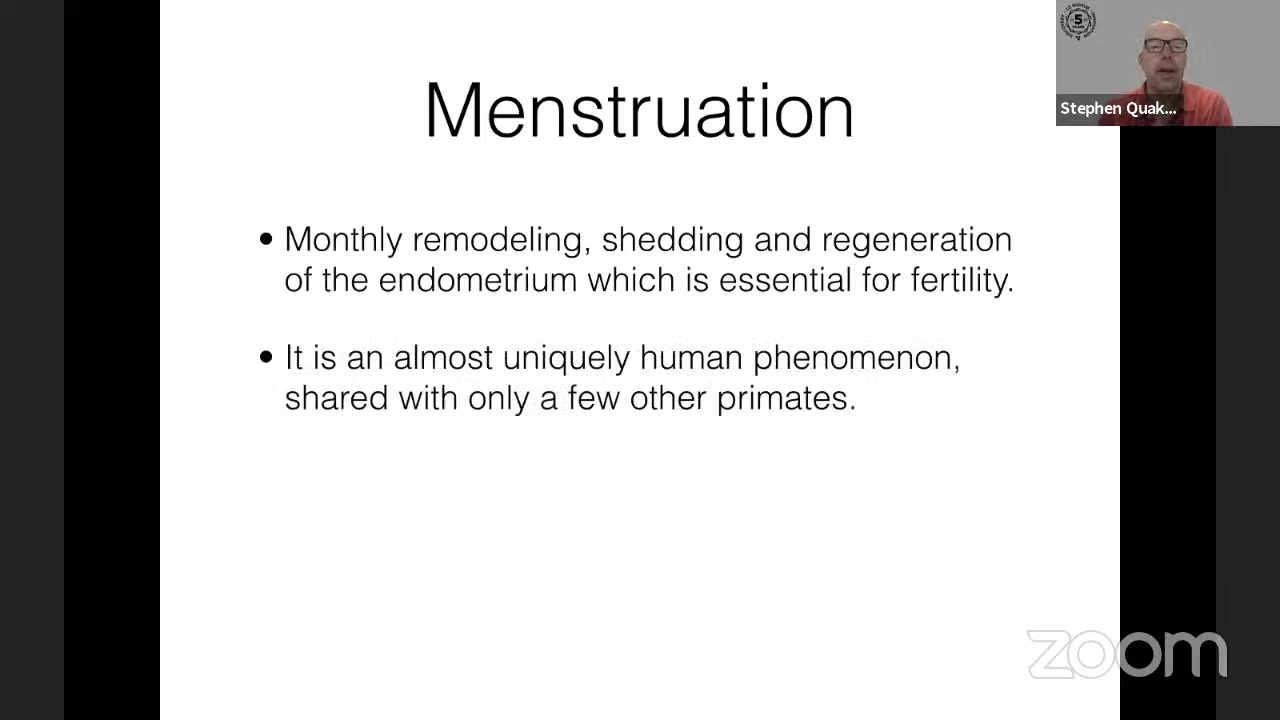 Menstruation
• Monthly remodeling, shedding and regeneration
of the endometrium which is essential for fertility.
• It is an almost uniquely human phenomenon,
shared with only a few other primates.
5
Stephen Quak...
zoom